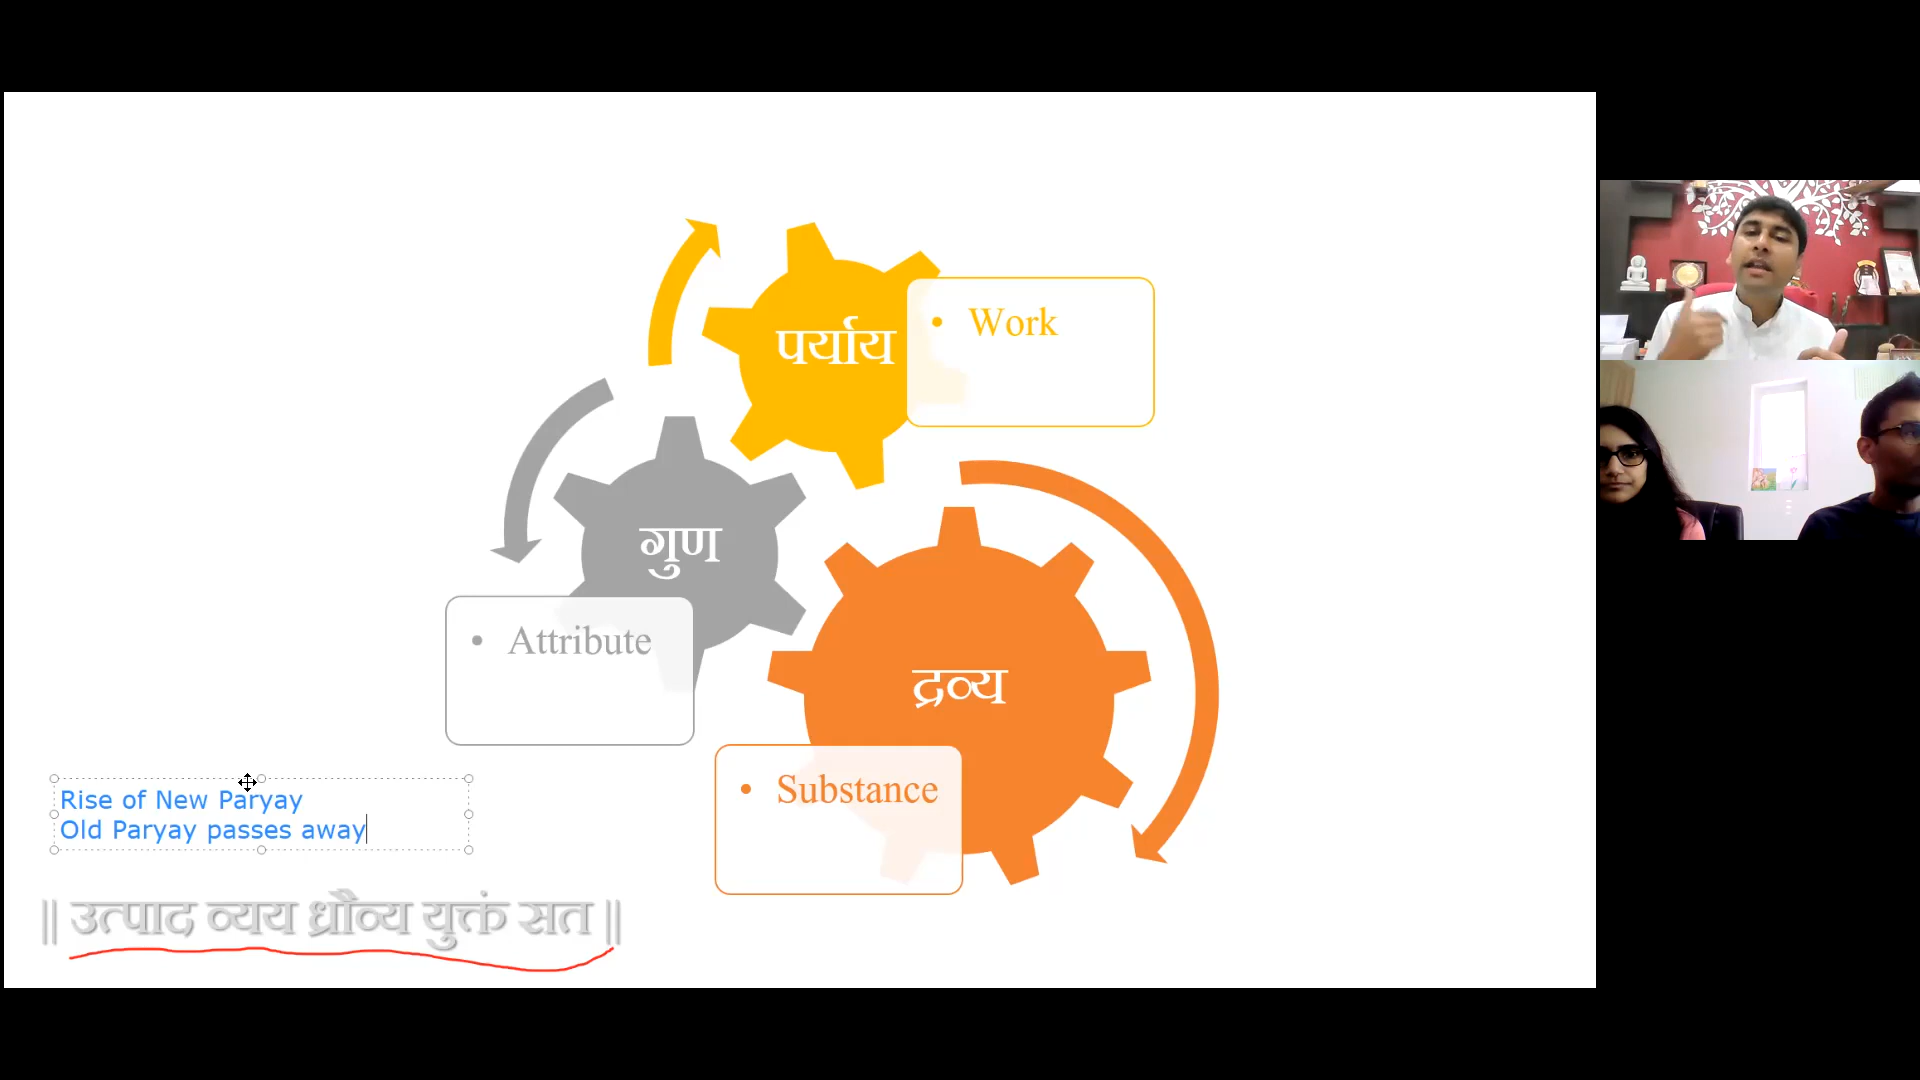 पर्याय
• Work
गुण
• Attribute
द्रव्य
• Substance
Rise of New Paryay
Old Paryay passes away
|| उत्पाद व्यय ध्रौव्य युक्तं सत ||